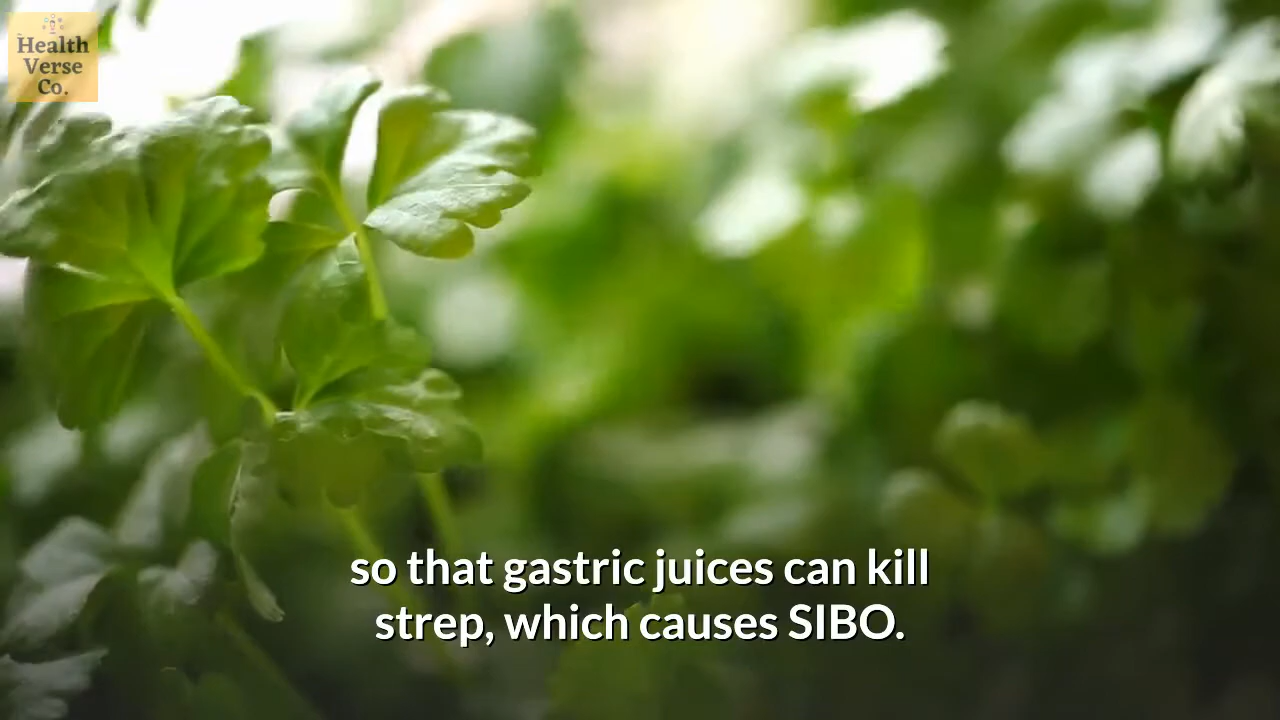 Health
Verse
Co.
so that gastric juices can kill
strep, which causes SIBO.